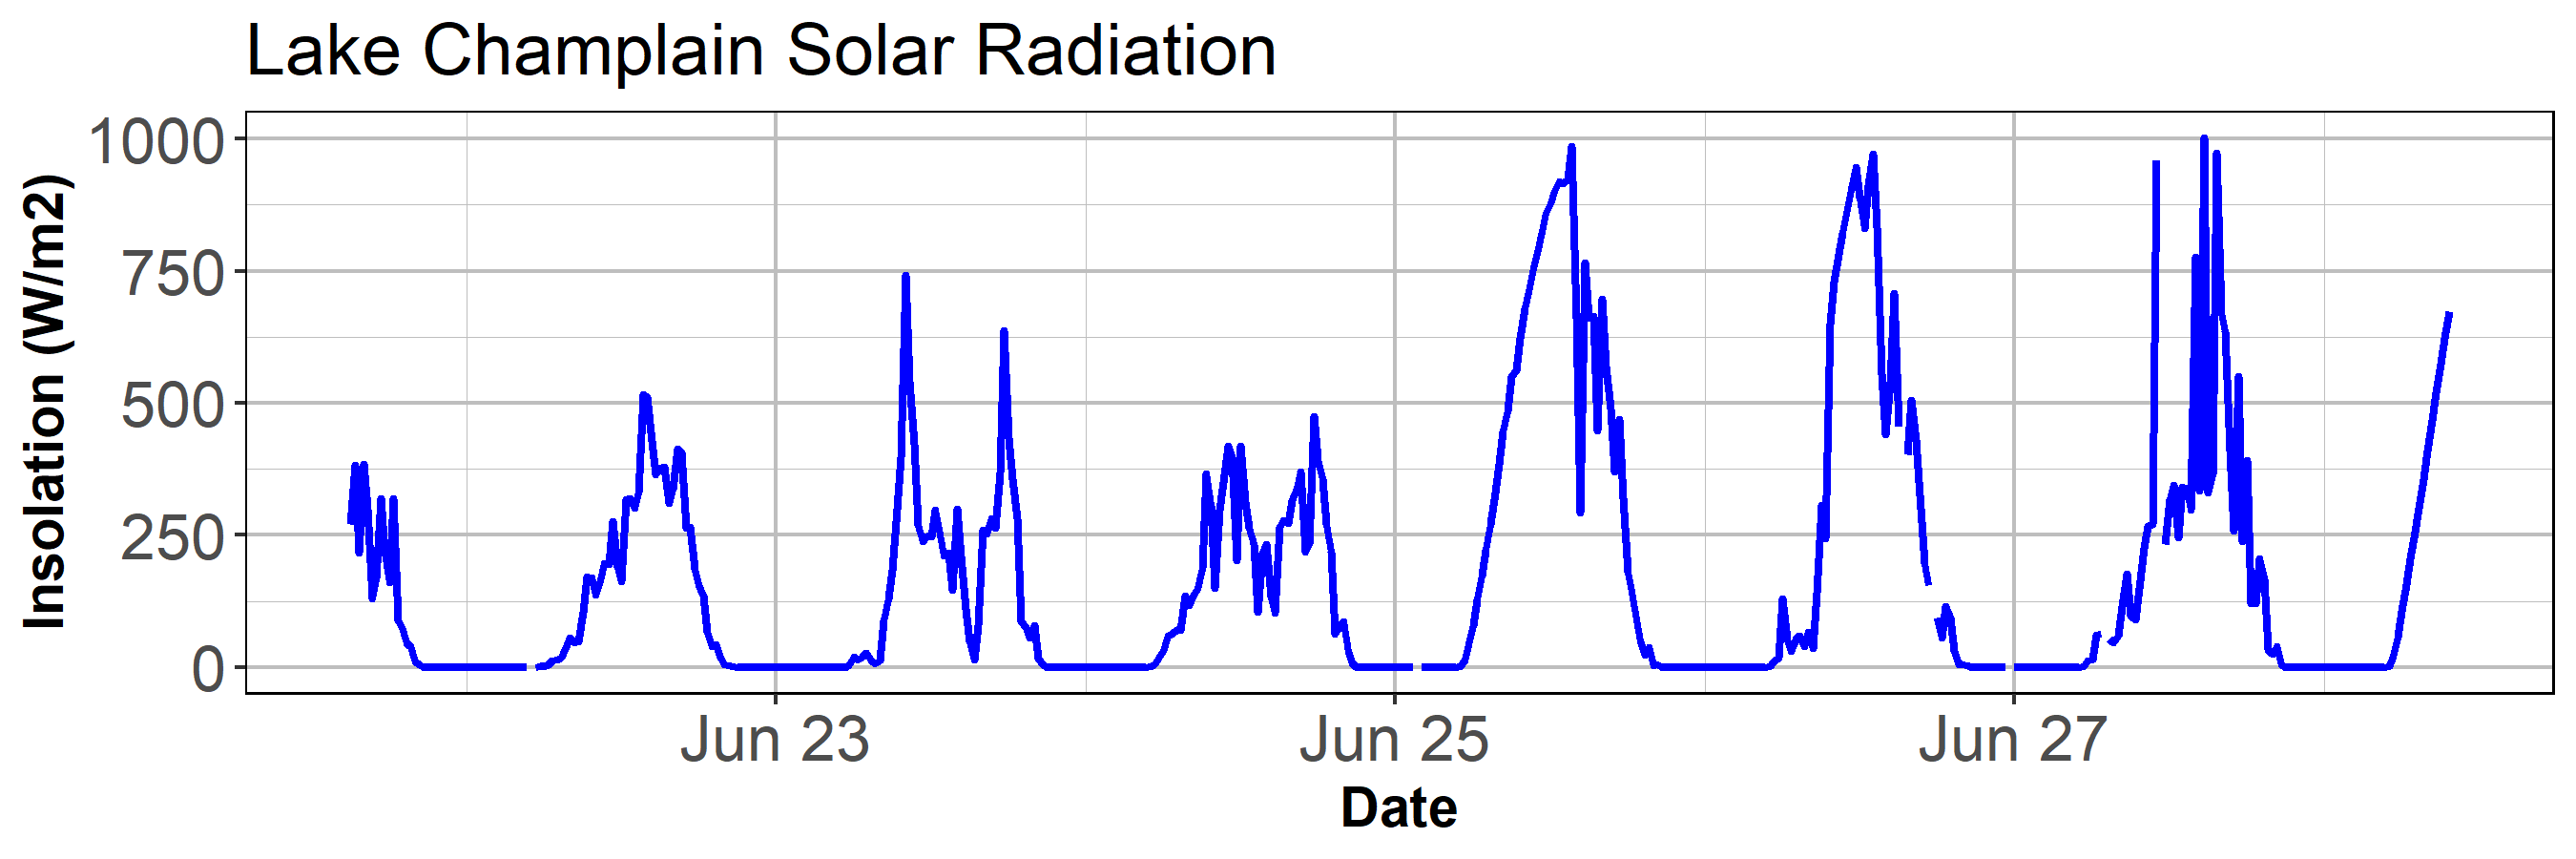 Lake Champlain Solar Radiation
Insolation (W/m2)
1000
750
500
250
0
Jun 23
Jun 25
Jun 27
Date